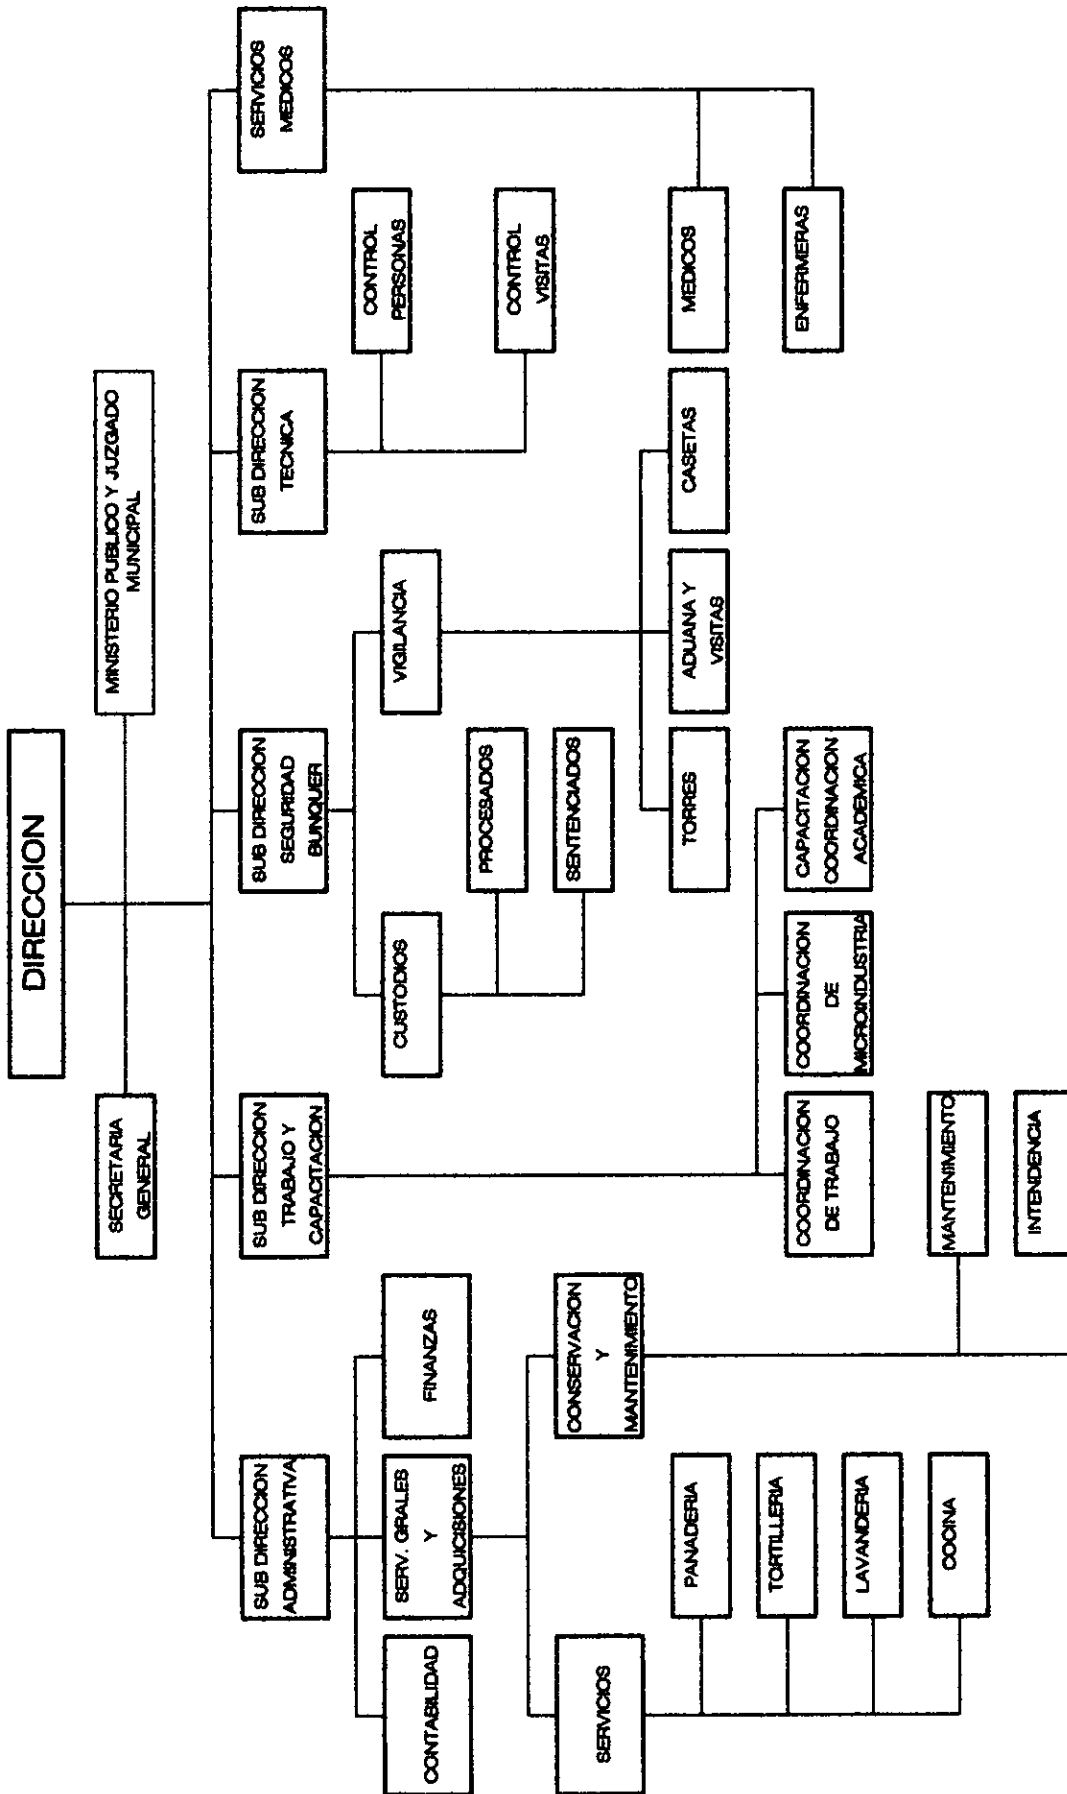 DIRECCION
SECRETARIA
GENERAL
MINISTERIO PUBLICO Y JUZGADO
MUNICIPAL
SUB DIRECCION
ADMINISTRATIVA
SUB DIRECCION
TRABAJO Y
CAPACITACION
SUB DIRECCION
SEGURIDAD
BUNQUER
SUB DIRECCION
TECNICA
SERVICIOS
MEDICOS
CONTABILIDAD
SERV. GRALES
Y
ADQUICISIONES
FINANZAS
CUSTODIOS
VIGILANCIA
CONTROL
PERSONAS
PROCESADOS
CONTROL
VISITAS
SERVICIOS
CONSERVACION
Y
MANTENIMIENTO
SENTENCIADOS
PANADERIA
TORRES
ADUANA Y
VISITAS
CASETAS
MEDICOS
TORTILLERIA
COORDINACION
DE TRABAJO
COORDINACION
DE
MICROINDUSTRIA
CAPACITACION
COORDINACION
ACADEMICA
ENFERMERAS
LAVANDERIA
COCINA
MANTENIMIENTO
INTENDENCIA